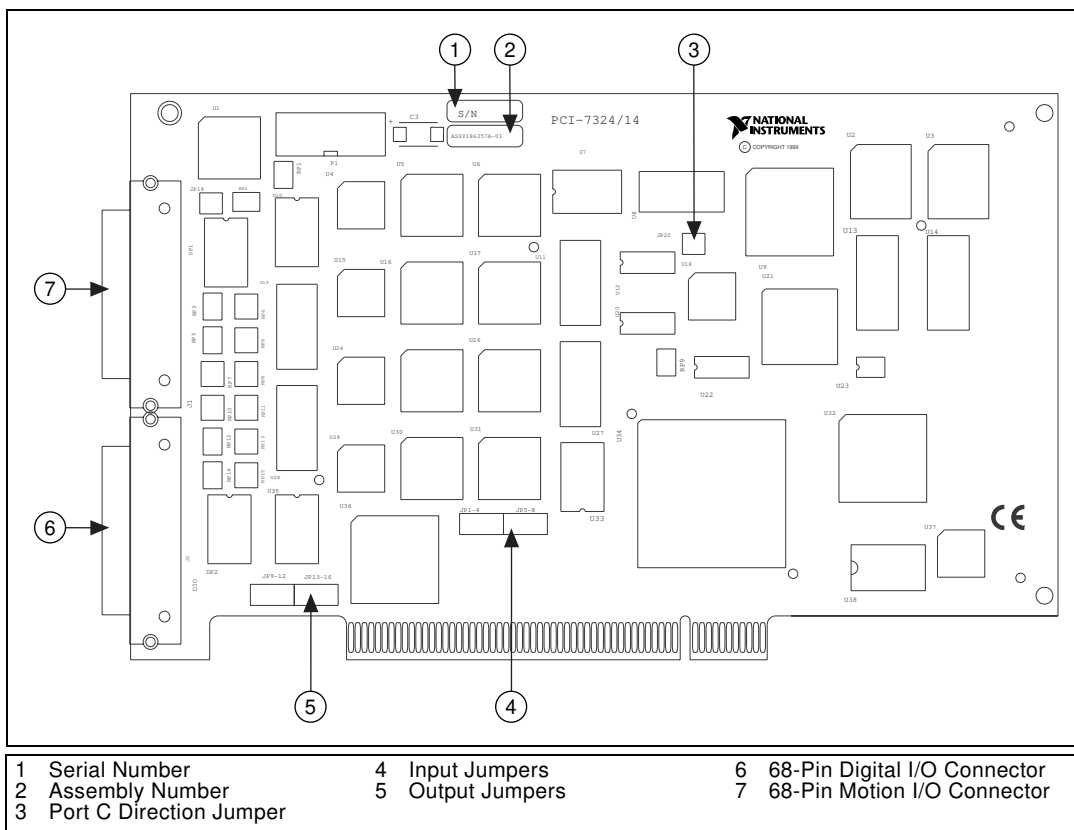 1 2 3
U1
S/N
C3
+
PCI-7324/14
NATIONAL INSTRUMENTS
© COPYRIGHT 1999
ASSY186357A-01
U2 U3
P1
RP1
U4 U5 U6 U7
U8
JP19
JP20
U15 U16 U17 U11
U18
U13 U14
DP1
U12
U9
U21
7
U20
RP3
RP5
RP9
U22 U23
U24 U26
RP7
J1
RP10
RP12
RP14
U29 U30 U31 U27 U34 U32
U35
U36
JP1-4 JP5-8
U33
U37
CE
6
DP2
J2
DIO
JP9-12 JP13-16
U38
5 4
1 Serial Number
2 Assembly Number
3 Port C Direction Jumper
4 Input Jumpers
5 Output Jumpers
6 68-Pin Digital I/O Connector
7 68-Pin Motion I/O Connector